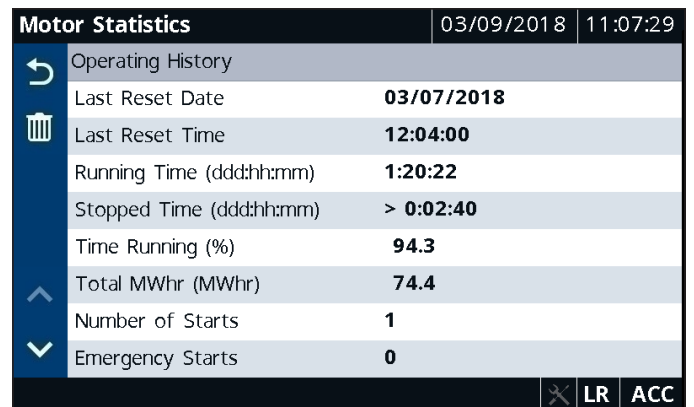 Motor Statistics 03/09/2018 11:07:29
Operating History
Last Reset Date 03/07/2018
Last Reset Time 12:04:00
Running Time (ddd:hh:mm) 1:20:22
Stopped Time (ddd:hh:mm) > 0:02:40
Time Running (%) 94.3
Total MWhr (MWhr) 74.4
Number of Starts 1
Emergency Starts 0
LR ACC